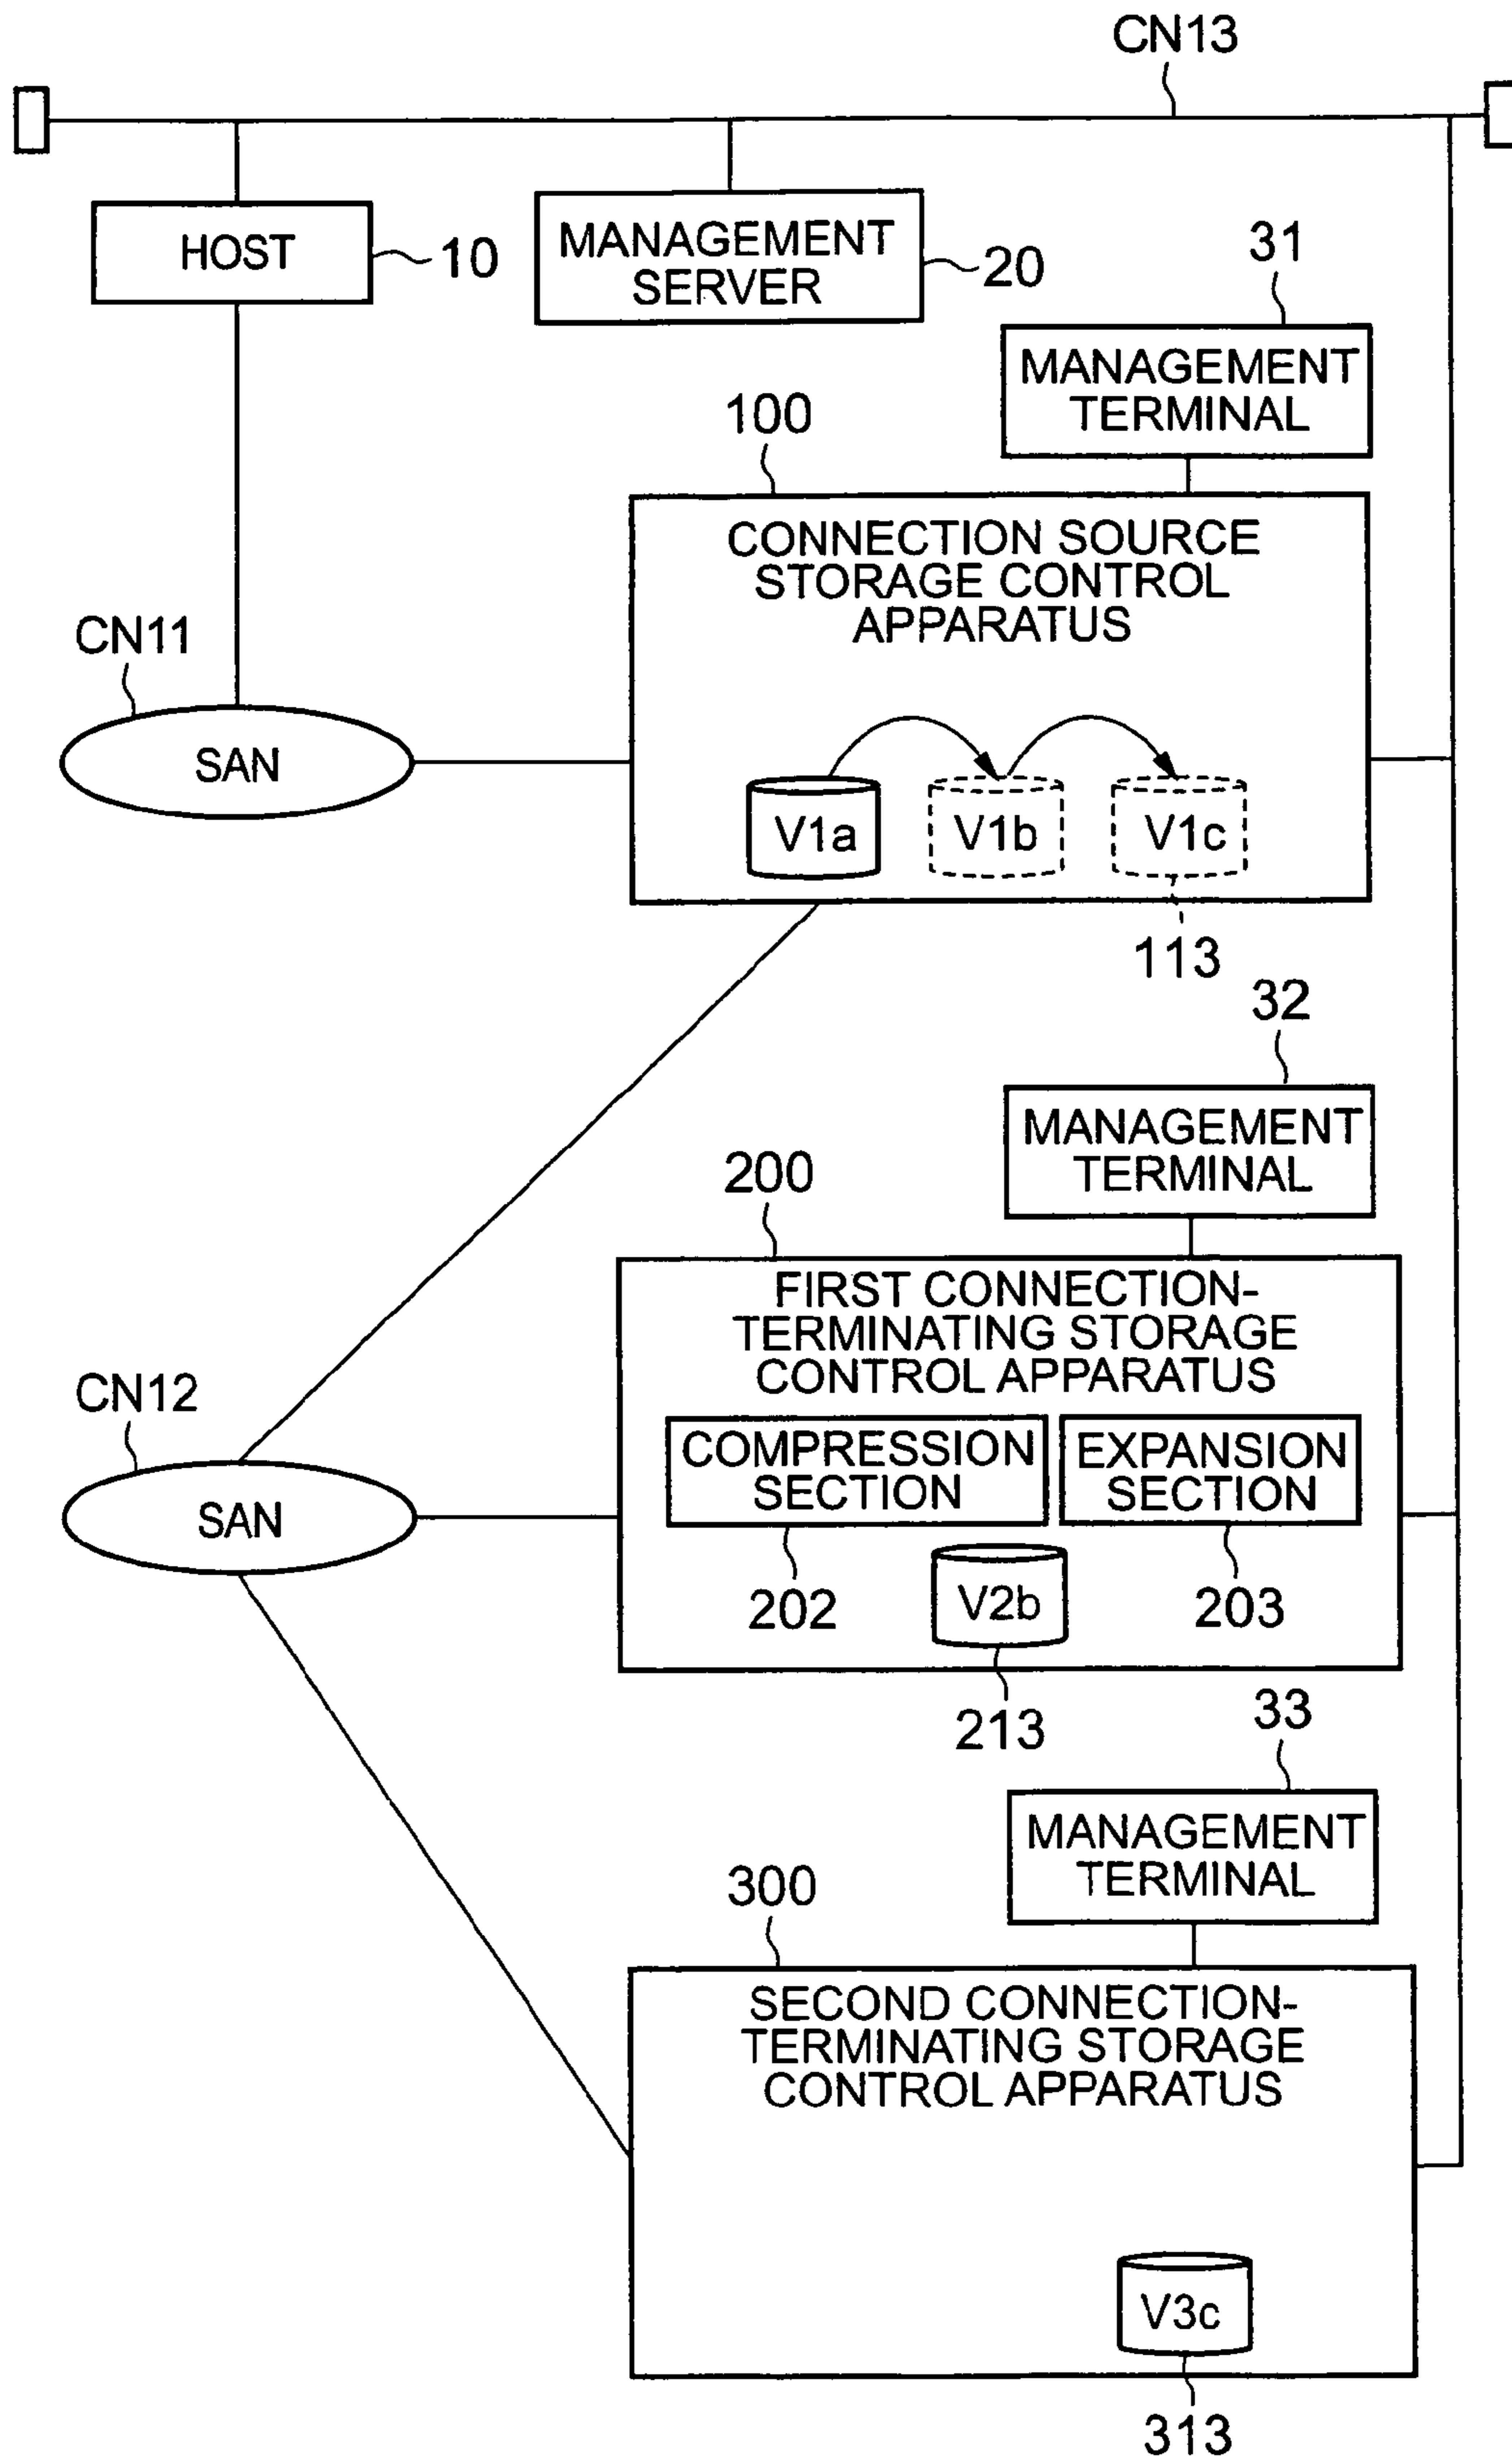 CN13
HOST
10
MANAGEMENT
SERVER
20
31
MANAGEMENT
TERMINAL
100
CONNECTION SOURCE
STORAGE CONTROL
APPARATUS
CN11
SAN
V1a
V1b
V1c
113
32
MANAGEMENT
TERMINAL
200
FIRST CONNECTION-
TERMINATING STORAGE
CONTROL APPARATUS
CN12
SAN
COMPRESSION
SECTION
EXPANSION
SECTION
202
V2b
203
213
33
MANAGEMENT
TERMINAL
300
SECOND CONNECTION-
TERMINATING STORAGE
CONTROL APPARATUS
V3c
313